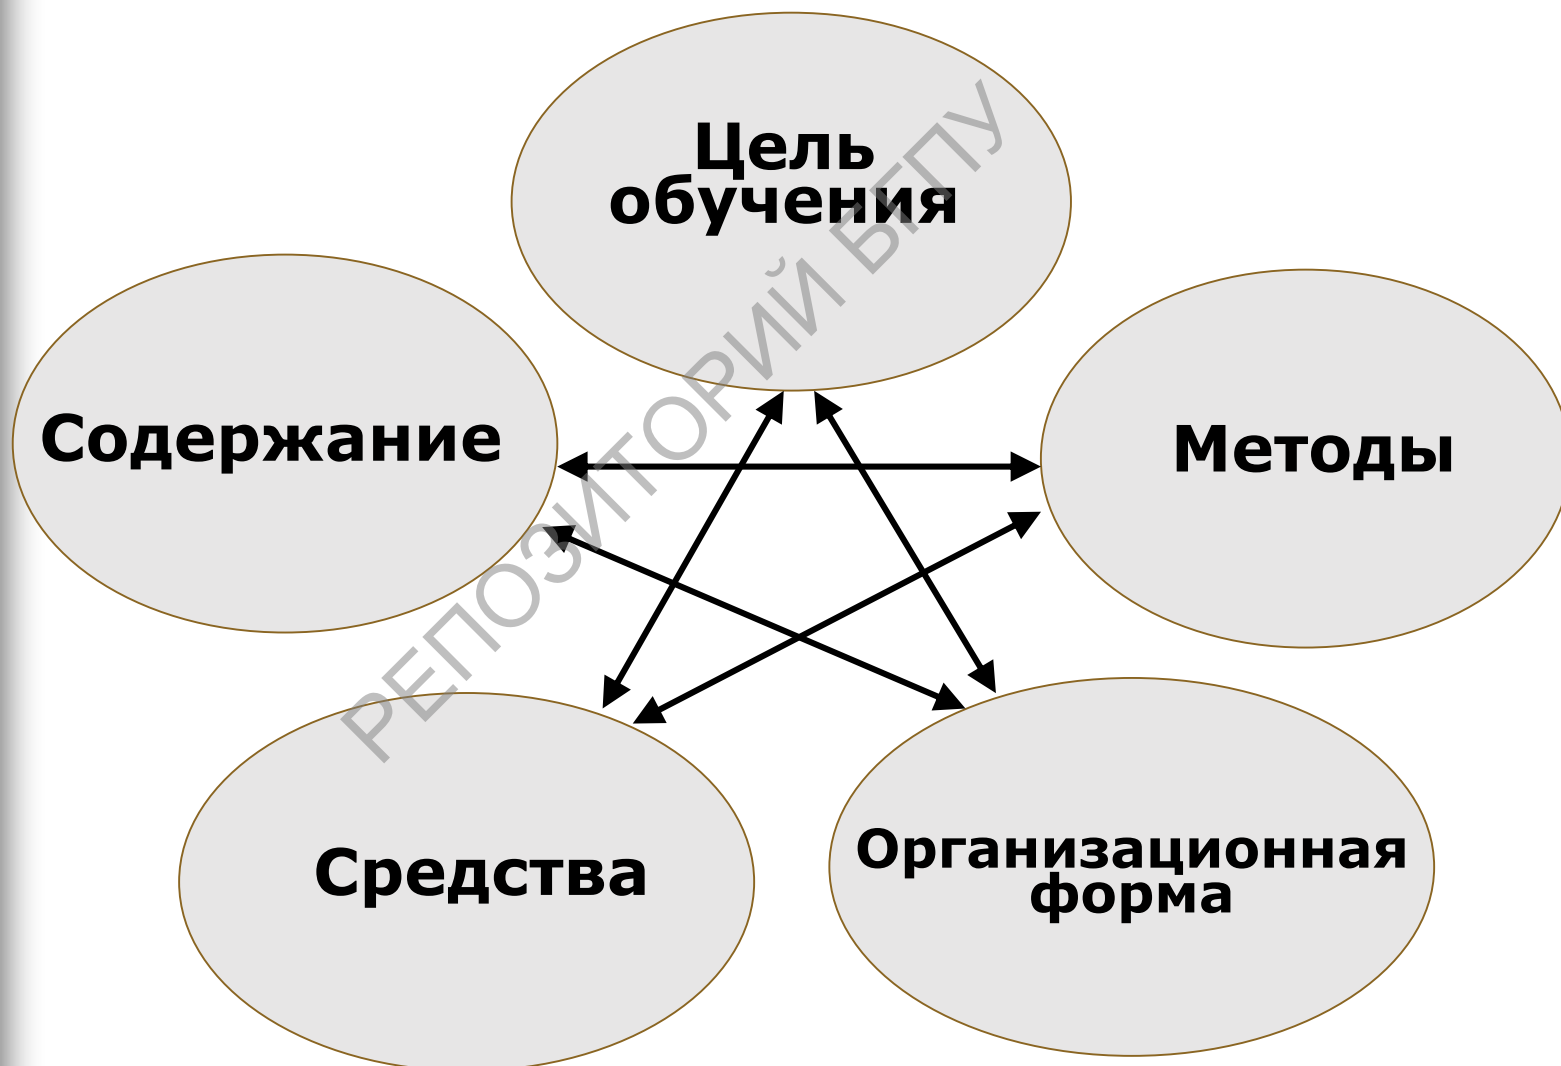 Цель
обучения
Содержание
Методы
Средства
Организационная
форма
РЕПОЗИТОРИЙ БГПУ